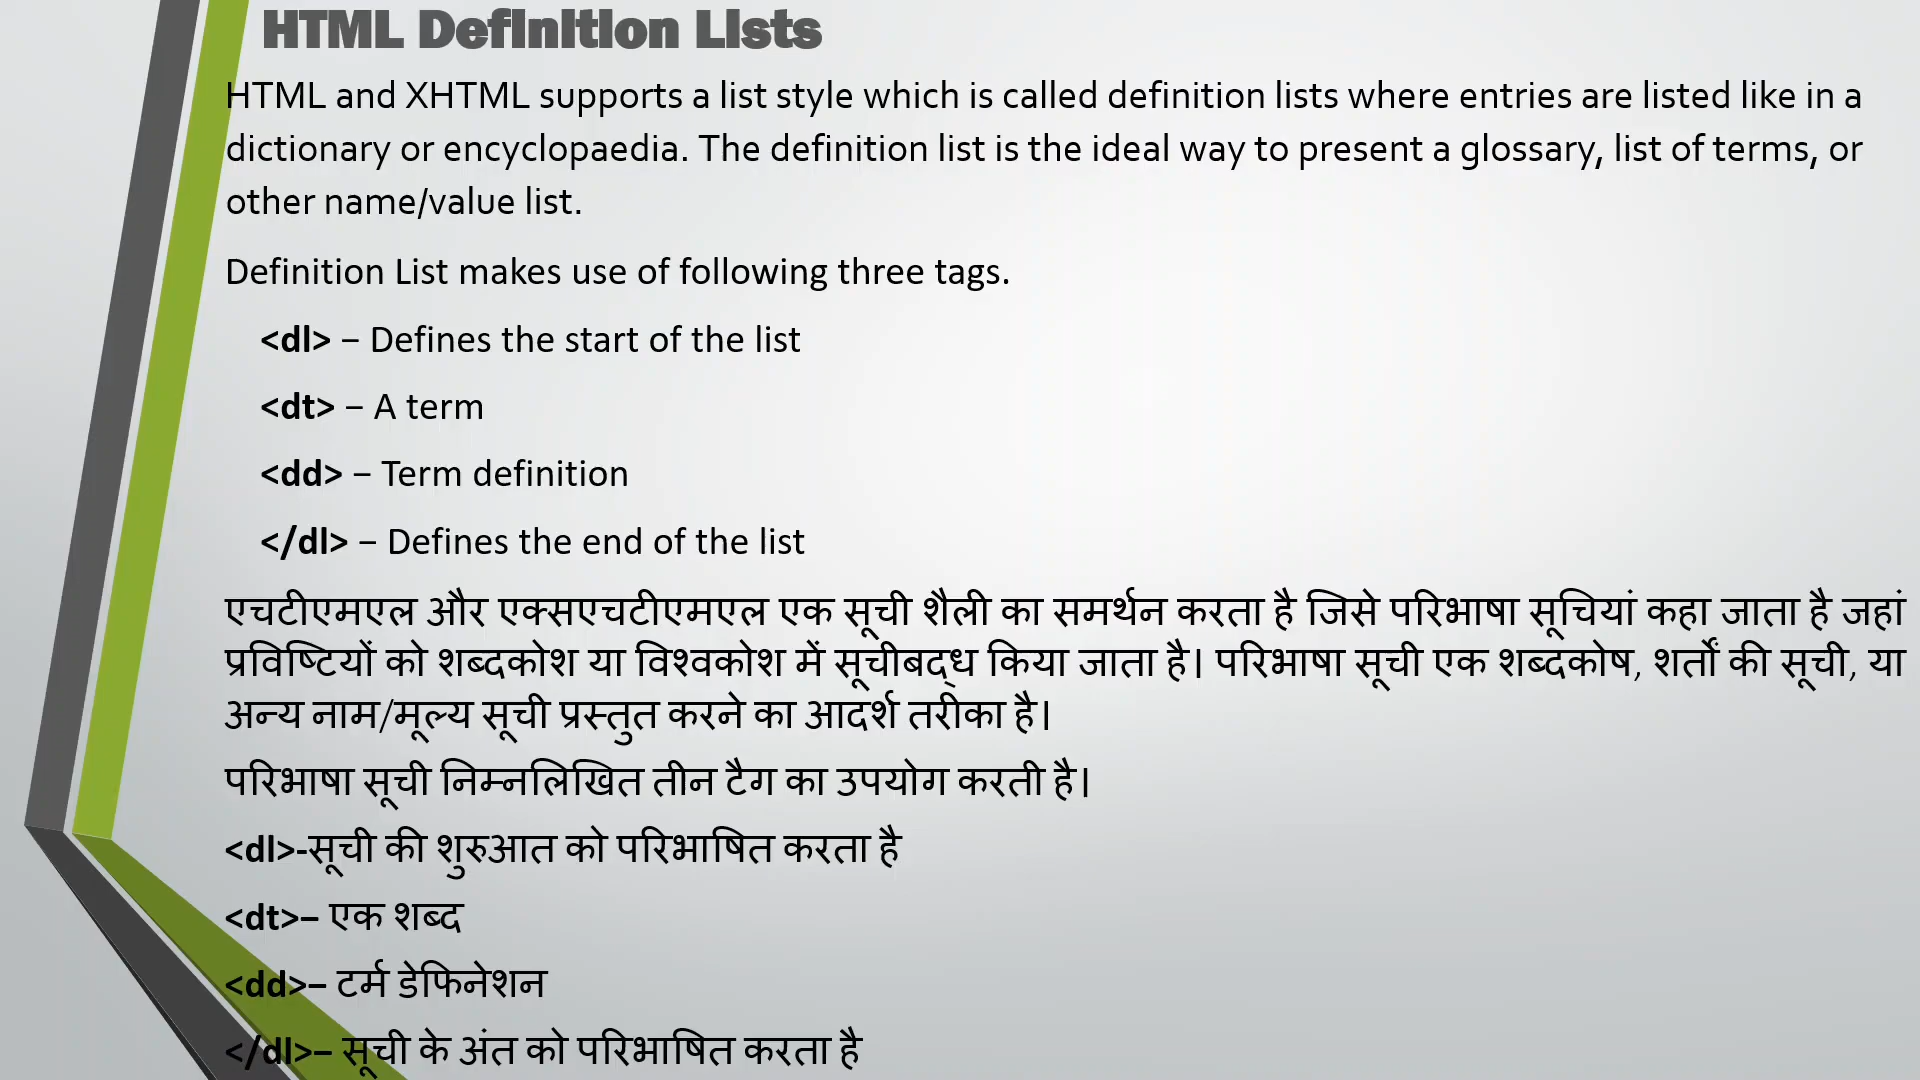 HTML Definition Lists
HTML and XHTML supports a list style which is called definition lists where entries are listed like in a
dictionary or encyclopaedia. The definition list is the ideal way to present a glossary, list of terms, or
other name/value list.
Definition List makes use of following three tags.
<dl> − Defines the start of the list
<dt> − A term
<dd> − Term definition
</dl> − Defines the end of the list
एचटीएमएल और एक्सएचटीएमएल एक सूची शैली का समर्थन करता है जिसे परिभाषा सूचियां कहा जाता है जहां
प्रविष्टियों को शब्दकोश या विश्वकोश में सूचीबद्ध किया जाता है। परिभाषा सूची एक शब्दकोष, शर्तों की सूची, या
अन्य नाम/मूल्य सूची प्रस्तुत करने का आदर्श तरीका है।
परिभाषा सूची निम्नलिखित तीन टैग का उपयोग करती है।
<dl>-सूची की शुरुआत को परिभाषित करता है
<dt>– एक शब्द
<dd>– टर्म डेफिनेशन
</dl>– सूची के अंत को परिभाषित करता है